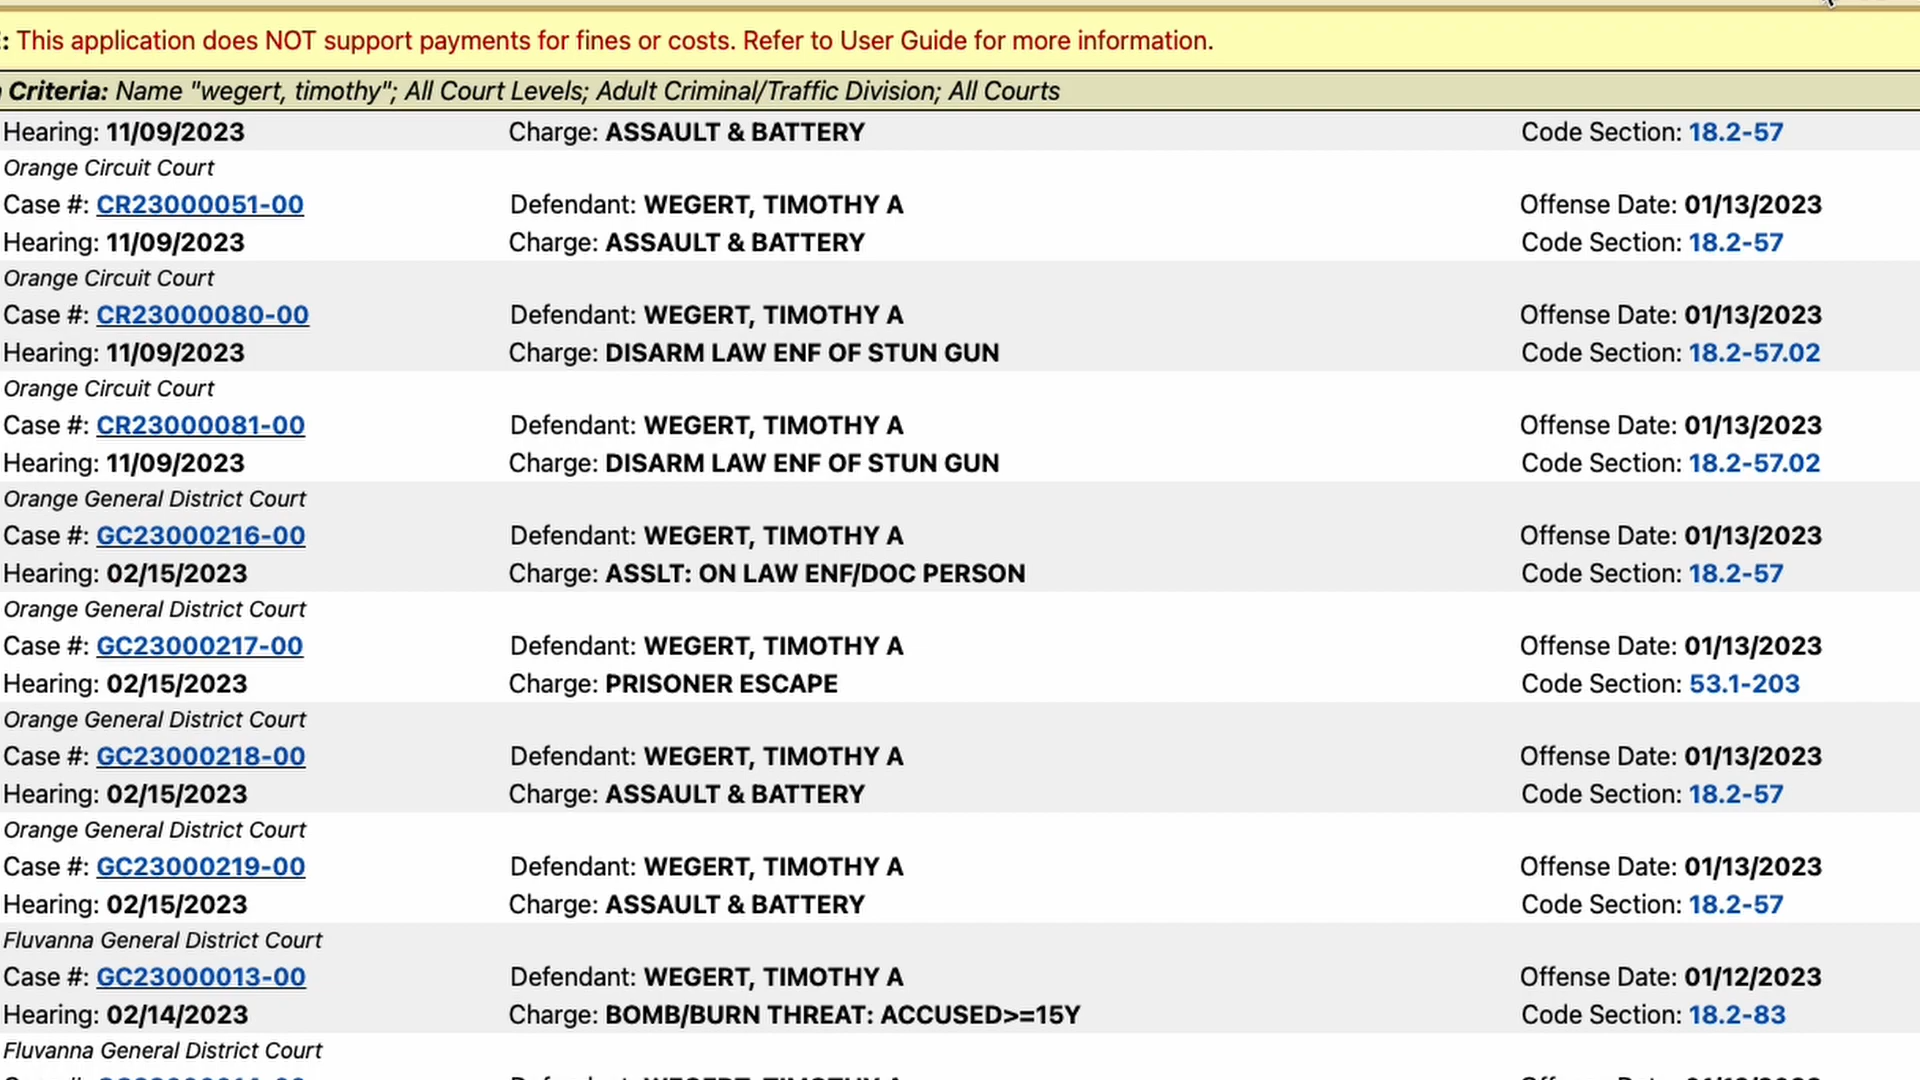 : This application does NOT support payments for fines or costs. Refer to User Guide for more information.
Criteria: Name "wegert, timothy"; All Court Levels; Adult Criminal/Traffic Division; All Courts
Hearing: 11/09/2023 Charge: ASSAULT & BATTERY Code Section: 18.2-57
Orange Circuit Court
Case #: CR23000051-00 Defendant: WEGERT, TIMOTHY A Offense Date: 01/13/2023
Hearing: 11/09/2023 Charge: ASSAULT & BATTERY Code Section: 18.2-57
Orange Circuit Court
Case #: CR23000080-00 Defendant: WEGERT, TIMOTHY A Offense Date: 01/13/2023
Hearing: 11/09/2023 Charge: DISARM LAW ENF OF STUN GUN Code Section: 18.2-57.02
Orange Circuit Court
Case #: CR23000081-00 Defendant: WEGERT, TIMOTHY A Offense Date: 01/13/2023
Hearing: 11/09/2023 Charge: DISARM LAW ENF OF STUN GUN Code Section: 18.2-57.02
Orange General District Court
Case #: GC23000216-00 Defendant: WEGERT, TIMOTHY A Offense Date: 01/13/2023
Hearing: 02/15/2023 Charge: ASSLT: ON LAW ENF/DOC PERSON Code Section: 18.2-57
Orange General District Court
Case #: GC23000217-00 Defendant: WEGERT, TIMOTHY A Offense Date: 01/13/2023
Hearing: 02/15/2023 Charge: PRISONER ESCAPE Code Section: 53.1-203
Orange General District Court
Case #: GC23000218-00 Defendant: WEGERT, TIMOTHY A Offense Date: 01/13/2023
Hearing: 02/15/2023 Charge: ASSAULT & BATTERY Code Section: 18.2-57
Orange General District Court
Case #: GC23000219-00 Defendant: WEGERT, TIMOTHY A Offense Date: 01/13/2023
Hearing: 02/15/2023 Charge: ASSAULT & BATTERY Code Section: 18.2-57
Fluvanna General District Court
Case #: GC23000013-00 Defendant: WEGERT, TIMOTHY A Offense Date: 01/12/2023
Hearing: 02/14/2023 Charge: BOMB/BURN THREAT: ACCUSED>=15Y Code Section: 18.2-83
Fluvanna General District Court